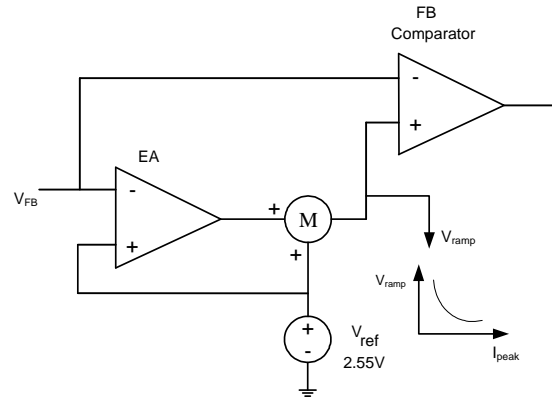 FB
Comparator
-
+
EA
V_FB
-
+
+
M
+
V_ramp
V_ramp
I_peak
+
-
V_ref
2.55V